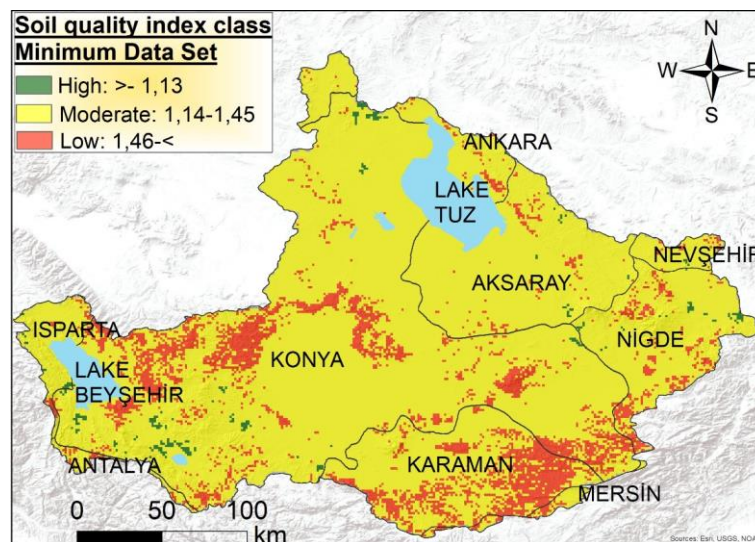 Soil quality index class
Minimum Data Set
High: >- 1,13
Moderate: 1,14-1,45
Low: 1,46-<
N
W E
S
ANKARA
LAKE
TUZ
NEVŞEHİR
AKSARAY
ISPARTA
NİGDE
KONYA
LAKE
BEYŞEHİR
ANTALYA
KARAMAN
MERSİN
0 50 100
km
Sources: Esri, USGS, NOA